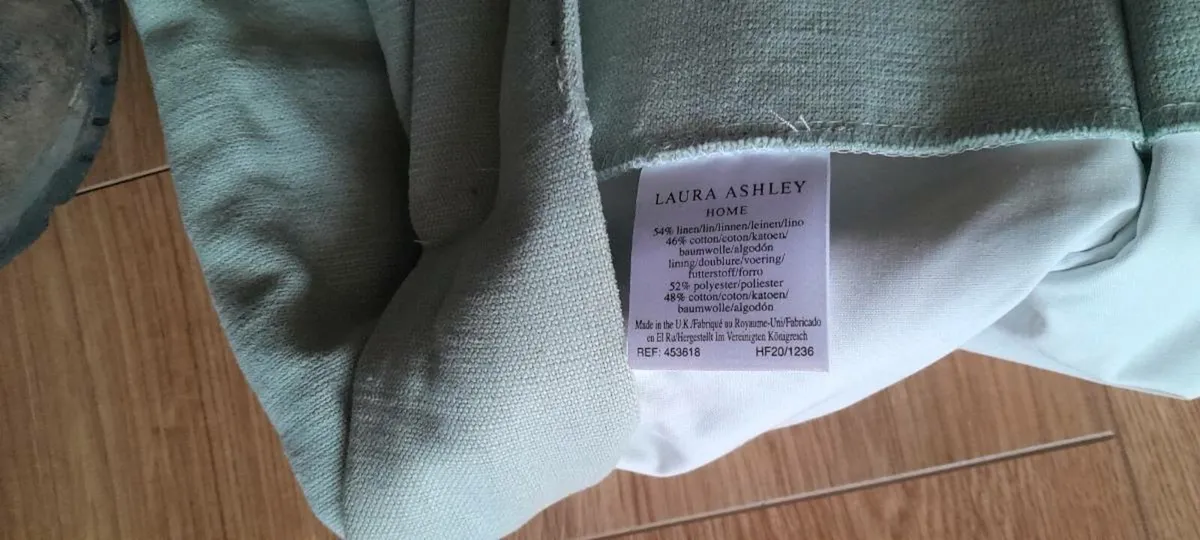 LAURA ASHLEY
HOME
54% linen/lin/linnen/leinen/lino
46% cotton/coton/katoen/
baumwolle/algodón
lining/doublure/voering/
futterstoff/forro
52% polyester/poliester
48% cotton/coton/katoen/
baumwolle/algodón
Made in the U.K./Fabriqué au Royaume-Uni/Fabricado
en El Ru/Hergestellt Im Vereinigten Königreich
REF: 453618 HF20/1236